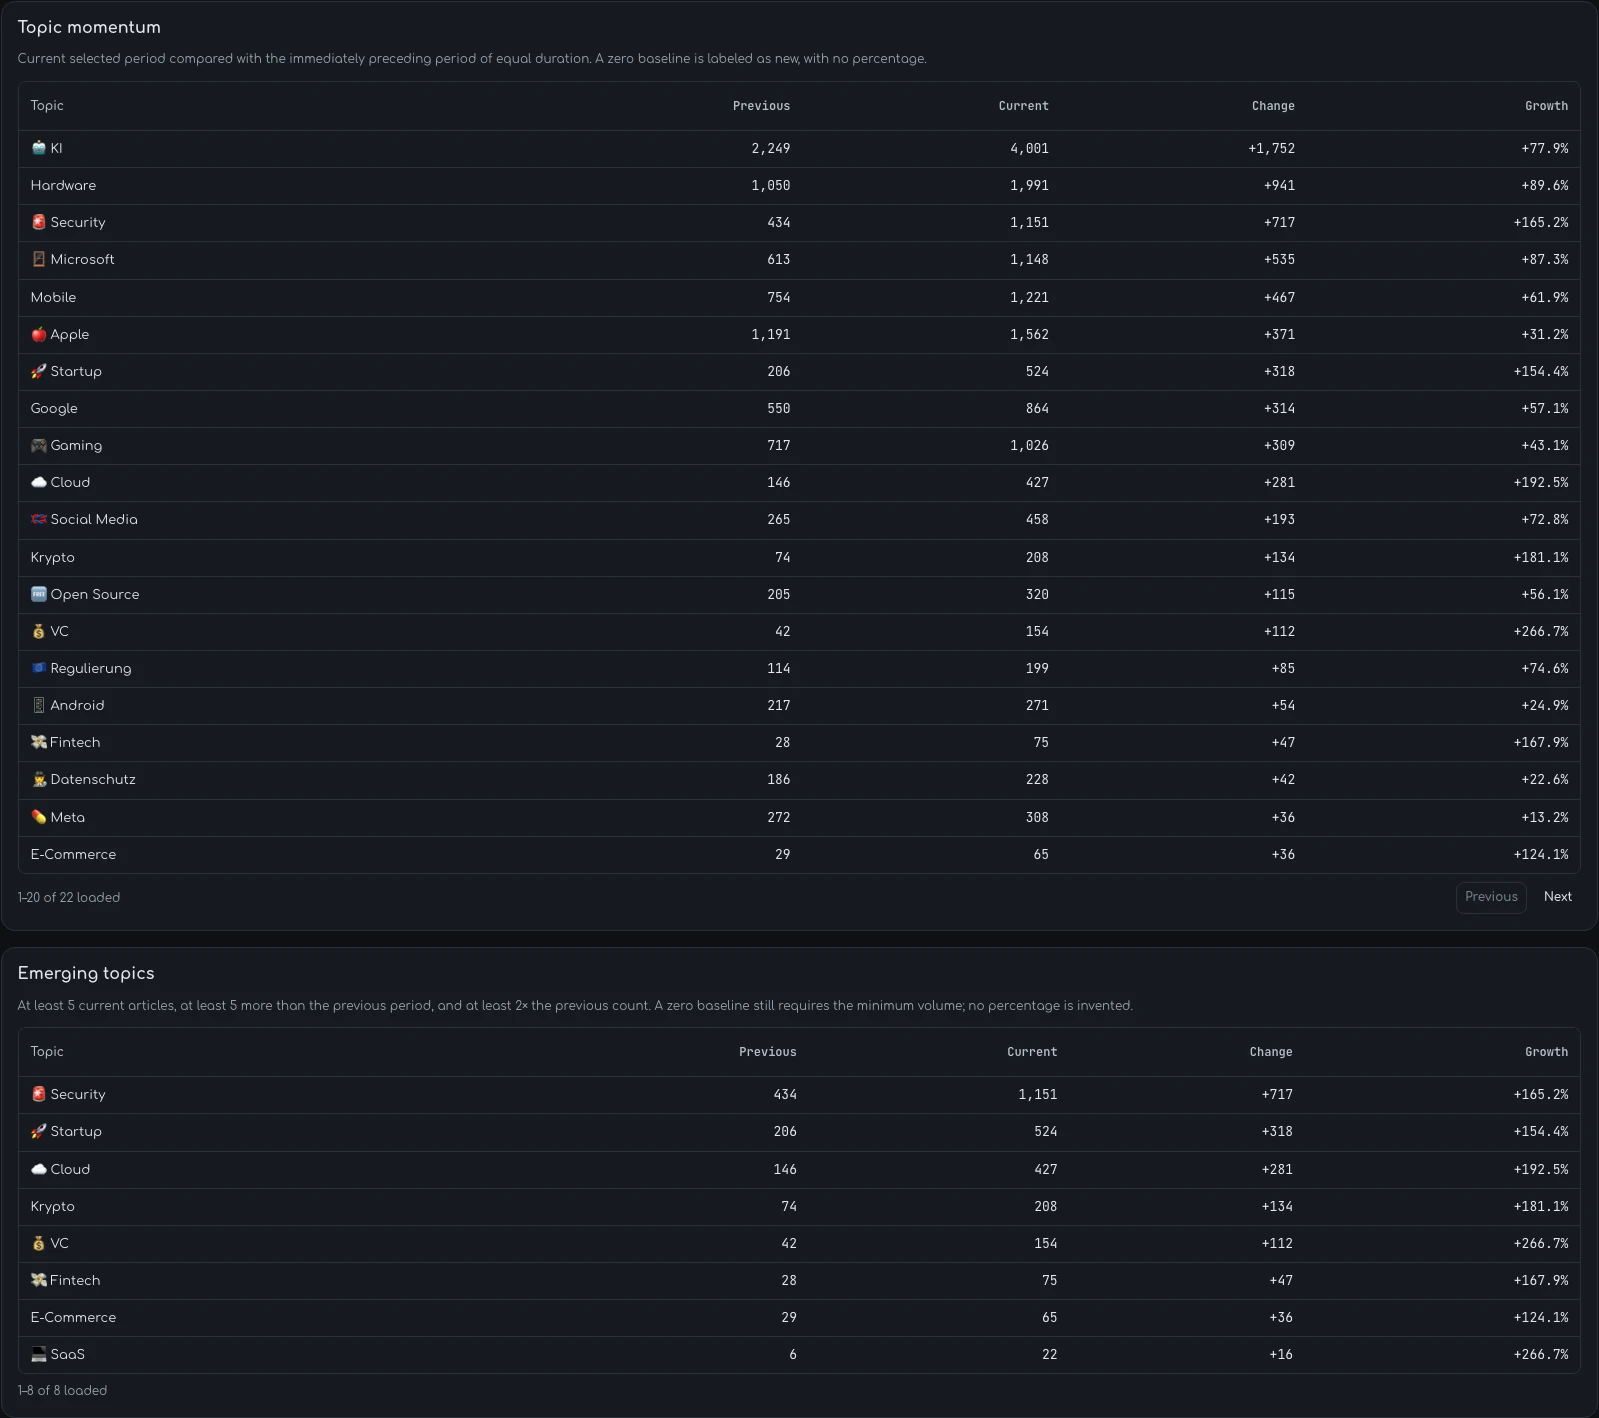 Topic momentum
Current selected period compared with the immediately preceding period of equal duration. A zero baseline is labeled as new, with no percentage.
Topic Previous Current Change Growth
KI 2,249 4,001 +1,752 +77.9%
Hardware 1,050 1,991 +941 +89.6%
Security 434 1,151 +717 +165.2%
Microsoft 613 1,148 +535 +87.3%
Mobile 754 1,221 +467 +61.9%
Apple 1,191 1,562 +371 +31.2%
Startup 206 524 +318 +154.4%
Google 550 864 +314 +57.1%
Gaming 717 1,026 +309 +43.1%
Cloud 146 427 +281 +192.5%
Social Media 265 458 +193 +72.8%
Krypto 74 208 +134 +181.1%
Open Source 205 320 +115 +56.1%
VC 42 154 +112 +266.7%
Regulierung 114 199 +85 +74.6%
Android 217 271 +54 +24.9%
Fintech 28 75 +47 +167.9%
Datenschutz 186 228 +42 +22.6%
Meta 272 308 +36 +13.2%
E-Commerce 29 65 +36 +124.1%
1–20 of 22 loaded Previous Next
Emerging topics
At least 5 current articles, at least 5 more than the previous period, and at least 2× the previous count. A zero baseline still requires the minimum volume; no percentage is invented.
Topic Previous Current Change Growth
Security 434 1,151 +717 +165.2%
Startup 206 524 +318 +154.4%
Cloud 146 427 +281 +192.5%
Krypto 74 208 +134 +181.1%
VC 42 154 +112 +266.7%
Fintech 28 75 +47 +167.9%
E-Commerce 29 65 +36 +124.1%
SaaS 6 22 +16 +266.7%
1–8 of 8 loaded